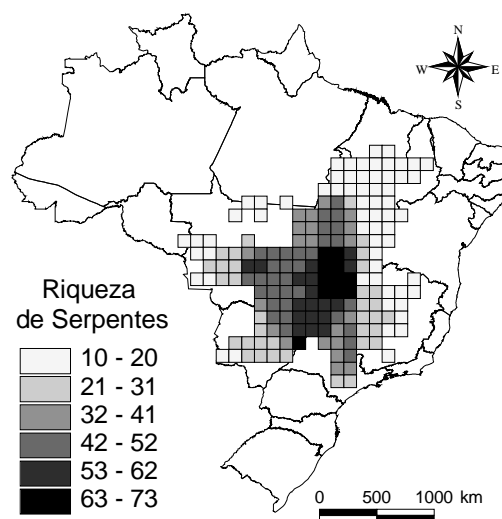 N
W E
S
Riqueza
de Serpentes
10 - 20
21 - 31
32 - 41
42 - 52
53 - 62
63 - 73
0 500 1000 km